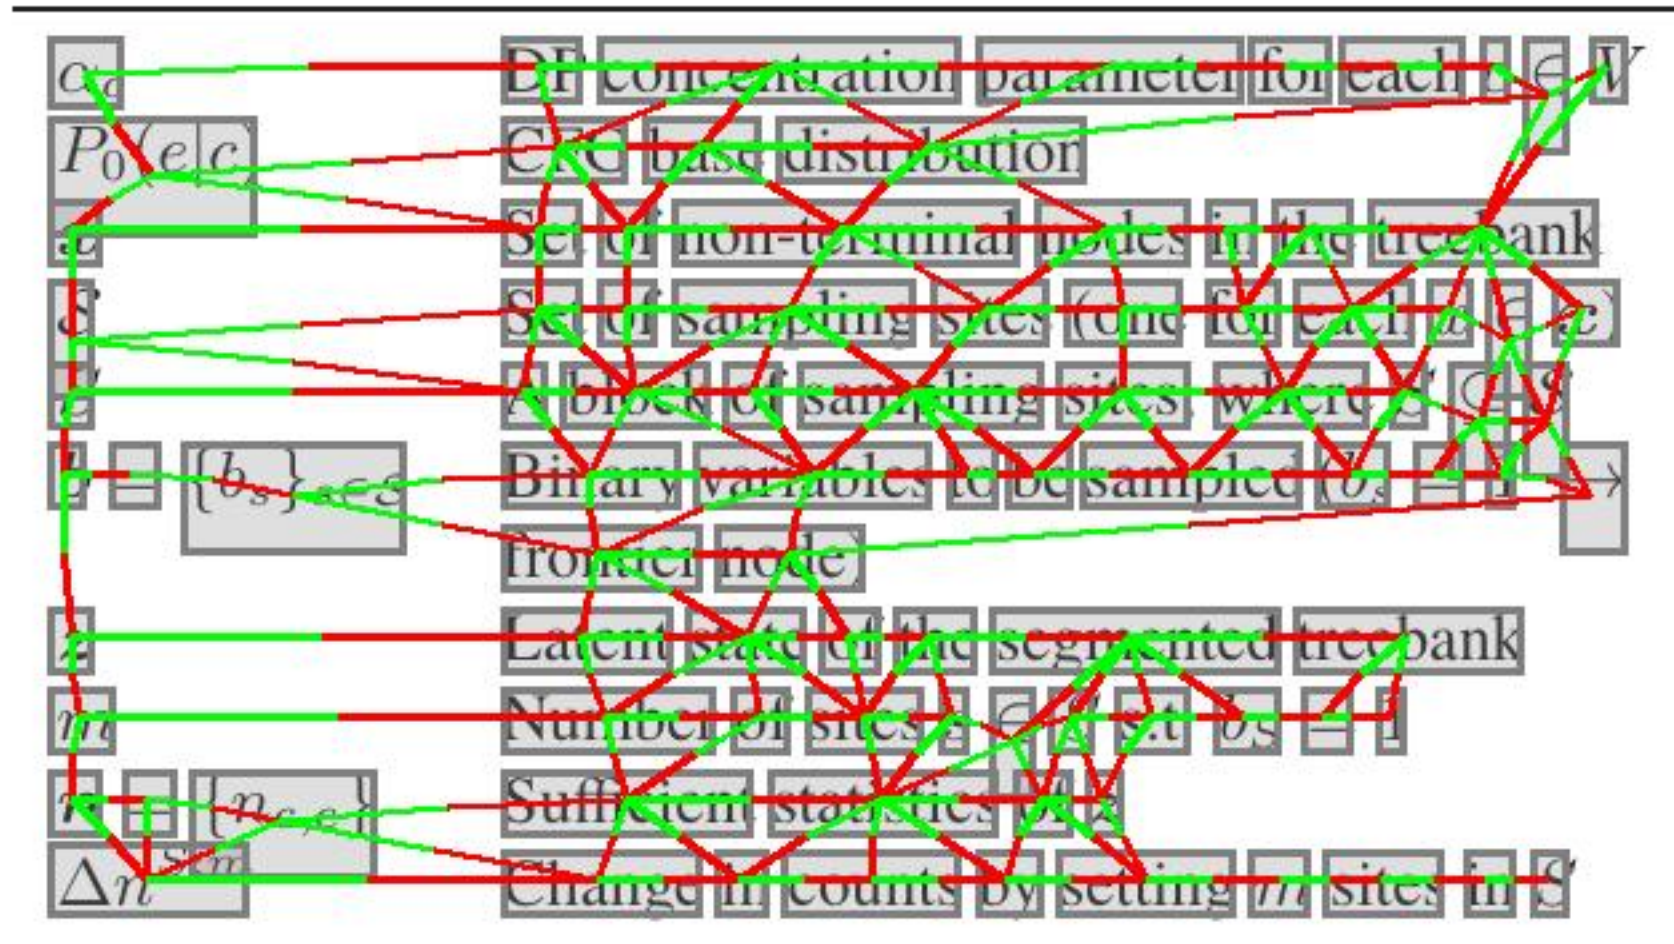 α_c DP concentration parameter for each c ∈ V
P_0(e|c) CFG base distribution
x Set of non-terminal nodes in the treebank
S Set of sampling sites (one for each x ∈ x)
A block of sampling sites, where S ⊆ S
b = {b_s}_{s∈S} Binary variables to be sampled (b_s = 1 →
frontier node)
z Latent state of the segmented treebank
m Number of sites s ∈ S s.t. b_s = 1
n = {n_{c,e}} Sufficient statistics of z
Δn^{S:m} Change in counts by setting m sites in S